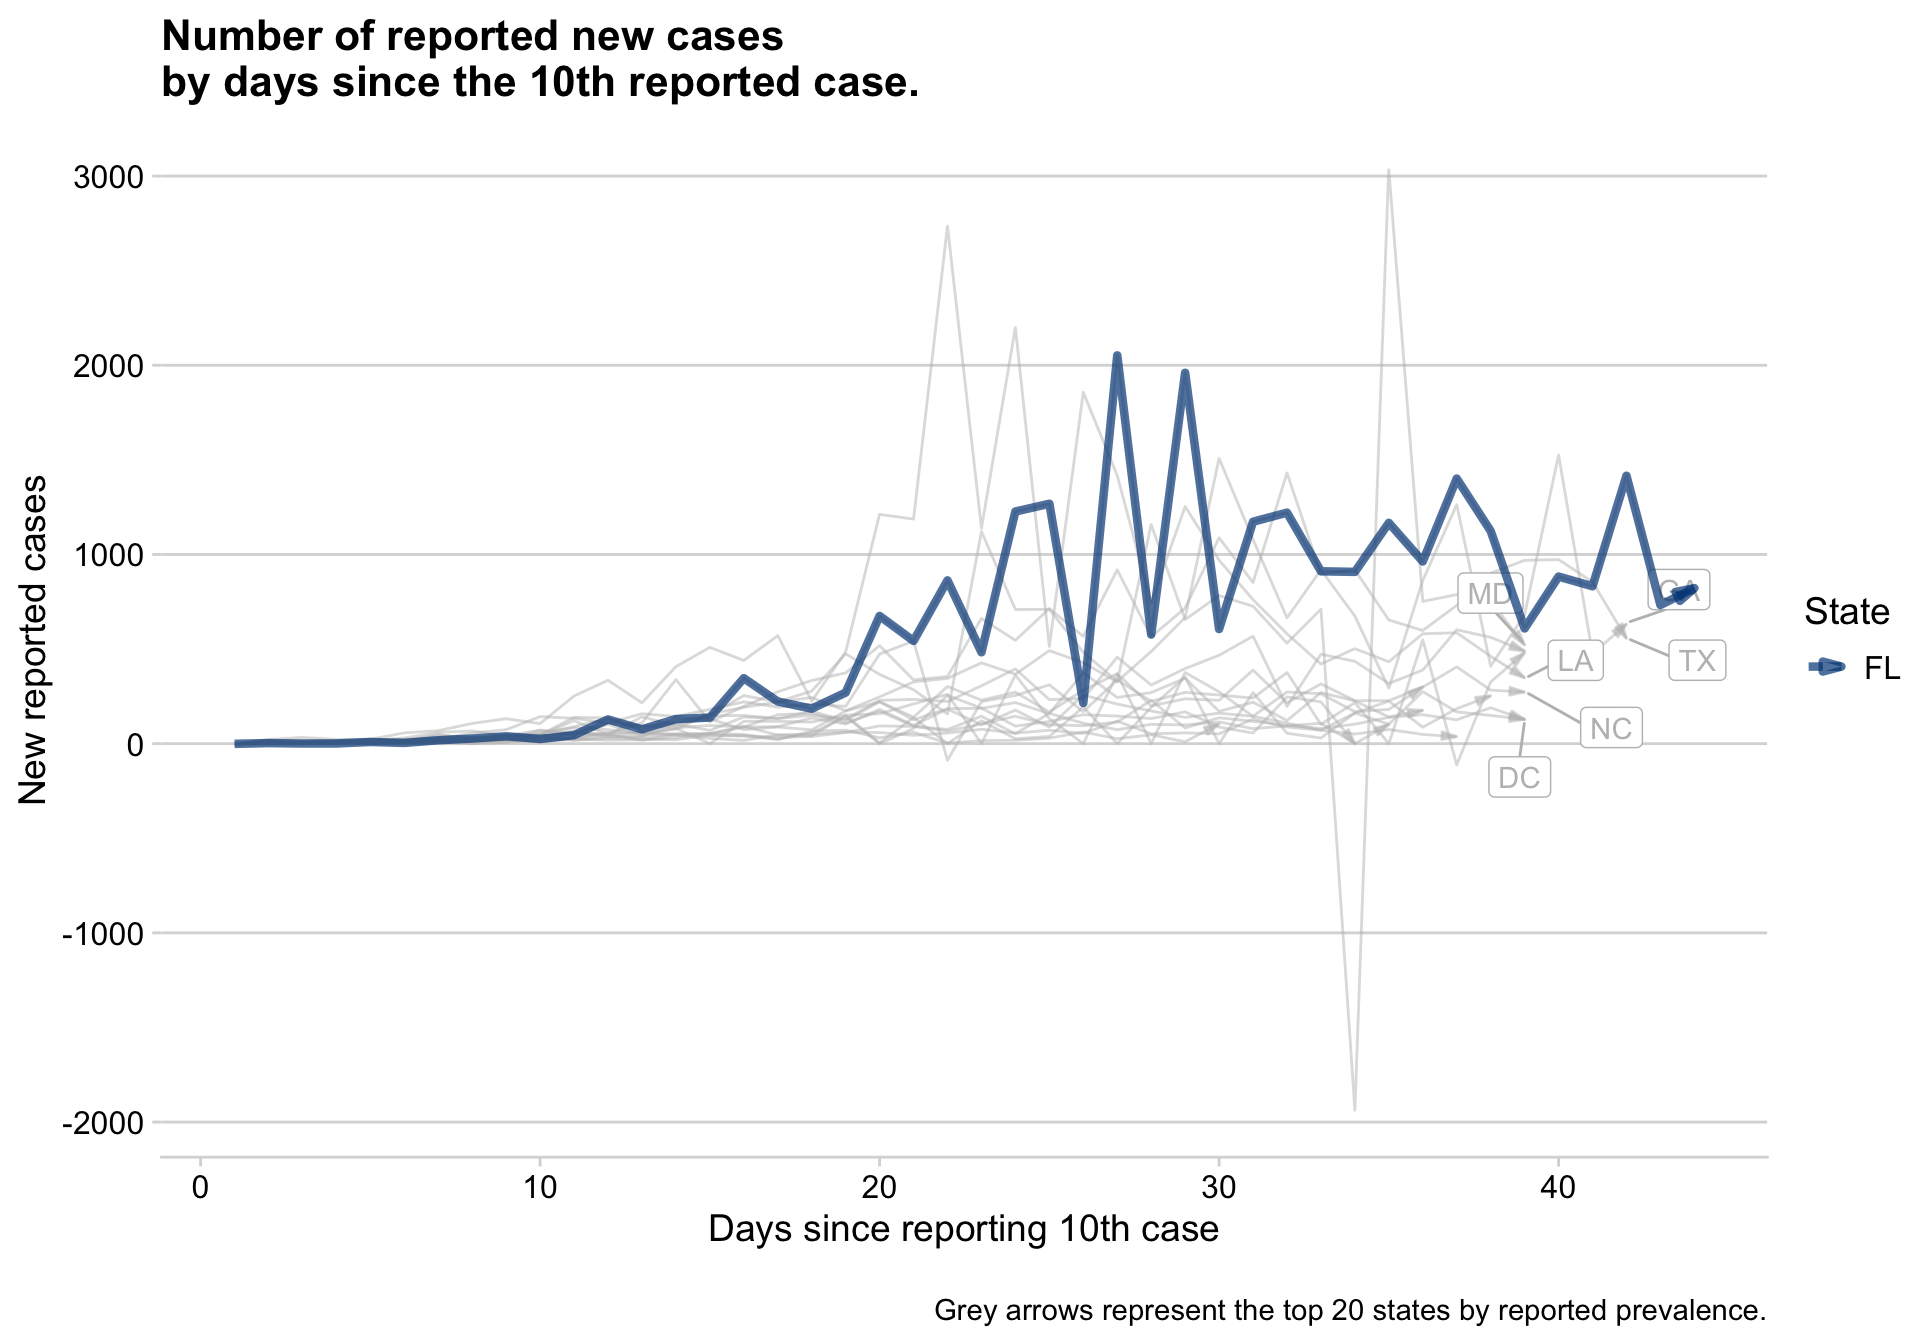 Number of reported new cases
by days since the 10th reported case.
New reported cases
3000
2000
1000
0
-1000
-2000
MD
LA
TX
NC
DC
State
FL
0 10 20 30 40
Days since reporting 10th case
Grey arrows represent the top 20 states by reported prevalence.